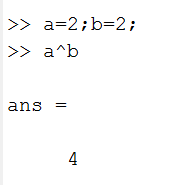 >> a=2;b=2;
>> a^b
ans =
4